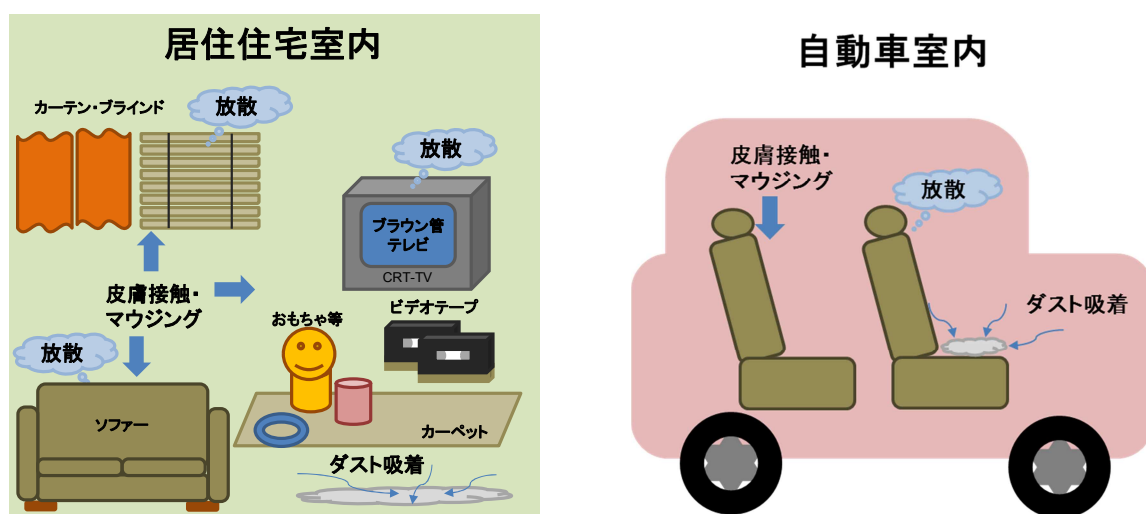 居住住宅室内
カーテン・ブラインド
放散
放散
ブラウン管
テレビ
CRT-TV
皮膚接触・
マウジング
おもちゃ等
ビデオテープ
放散
ソファー
カーペット
ダスト吸着
自動車室内
皮膚接触・
マウジング
放散
ダスト吸着